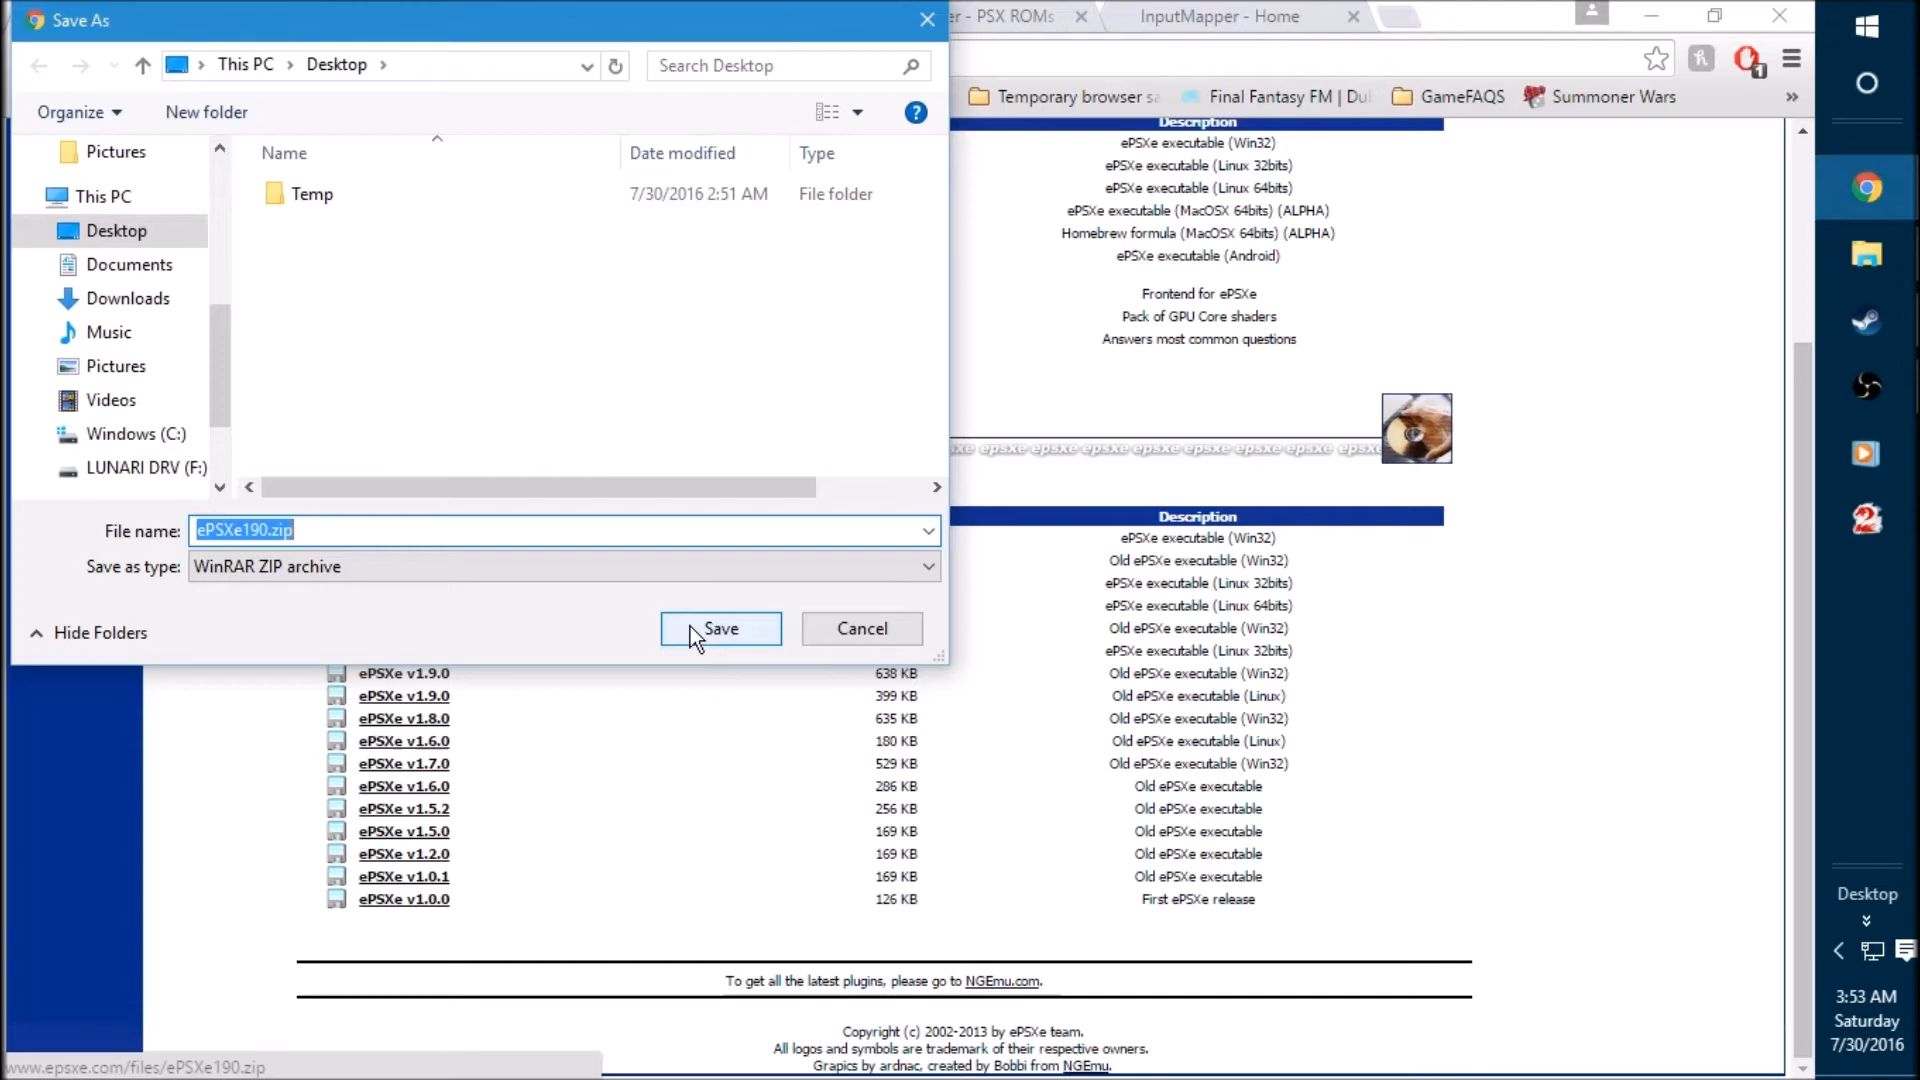 Save As
er - PSX ROMs
InputMapper - Home
This PC
Desktop
Search Desktop
Temporary browser sa
Final Fantasy FM | Du
GameFAQS
Summoner Wars
»
Organize
New folder
?
Name
Date modified
Type
Pictures
This PC
Desktop
Documents
Downloads
Music
Pictures
Videos
Windows (C:)
LUNARI DRV (F:)
Temp
7/30/2016 2:51 AM
File folder
File name:
ePSXe190.zip
Save as type:
WinRAR ZIP archive
Hide Folders
Save
Cancel
Description
ePSXe executable (Win32)
ePSXe executable (Linux 32bits)
ePSXe executable (Linux 64bits)
ePSXe executable (MacOSX 64bits) (ALPHA)
Homebrew formula (MacOSX 64bits) (ALPHA)
ePSXe executable (Android)
Frontend for ePSXe
Pack of GPU Core shaders
Answers most common questions
xe epsxe epsxe epsxe epsxe epsxe epsxe epsxe epsxe
Description
ePSXe executable (Win32)
Old ePSXe executable (Win32)
ePSXe executable (Linux 32bits)
ePSXe executable (Linux 64bits)
Old ePSXe executable (Win32)
ePSXe executable (Linux 32bits)
ePSXe v1.9.0 638 KB Old ePSXe executable (Win32)
ePSXe v1.9.0 399 KB Old ePSXe executable (Linux)
ePSXe v1.8.0 635 KB Old ePSXe executable (Win32)
ePSXe v1.6.0 180 KB Old ePSXe executable (Linux)
ePSXe v1.7.0 529 KB Old ePSXe executable (Win32)
ePSXe v1.6.0 286 KB Old ePSXe executable
ePSXe v1.5.2 256 KB Old ePSXe executable
ePSXe v1.5.0 169 KB Old ePSXe executable
ePSXe v1.2.0 169 KB Old ePSXe executable
ePSXe v1.0.1 169 KB Old ePSXe executable
ePSXe v1.0.0 126 KB First ePSXe release
To get all the latest plugins, please go to NGEmu.com.
Copyright (c) 2002-2013 by ePSXe team.
All logos and symbols are trademark of their respective owners.
Grapics by ardnac, created by Bobbi from NGEmu.
www.epsxe.com/files/ePSXe190.zip
h
1
2
Desktop
3:53 AM
Saturday
7/30/2016